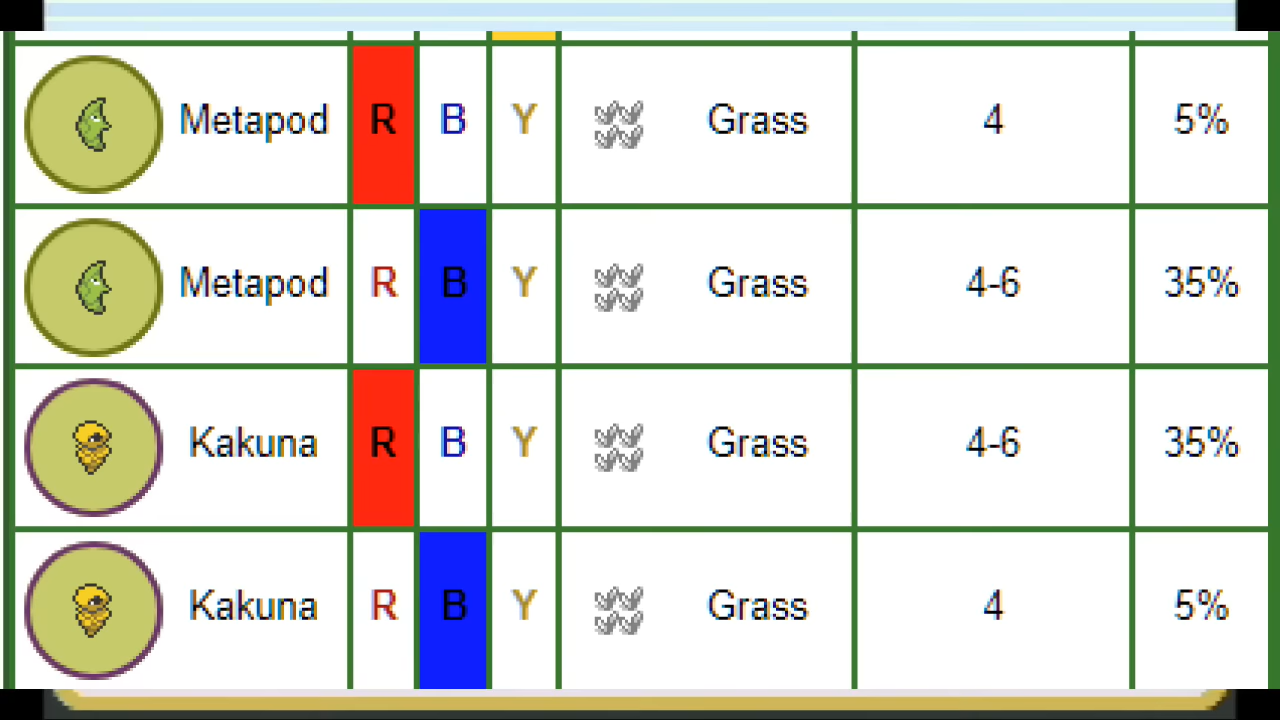 Metapod R B Y Grass 4 5%
Metapod R B Y Grass 4-6 35%
Kakuna R B Y Grass 4-6 35%
Kakuna R B Y Grass 4 5%